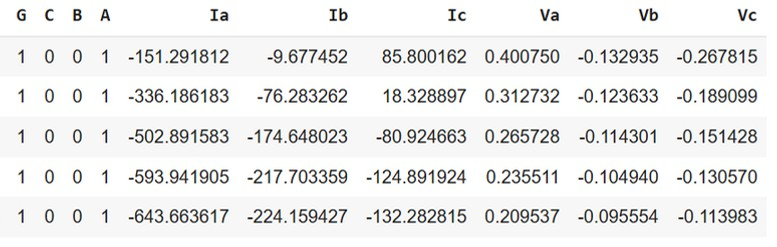 G C B A Ia Ib Ic Va Vb Vc
1 0 0 1 -151.291812 -9.677452 85.800162 0.400750 -0.132935 -0.267815
1 0 0 1 -336.186183 -76.283262 18.328897 0.312732 -0.123633 -0.189099
1 0 0 1 -502.891583 -174.648023 -80.924663 0.265728 -0.114301 -0.151428
1 0 0 1 -593.941905 -217.703359 -124.891924 0.235511 -0.104940 -0.130570
1 0 0 1 -643.663617 -224.159427 -132.282815 0.209537 -0.095554 -0.113983